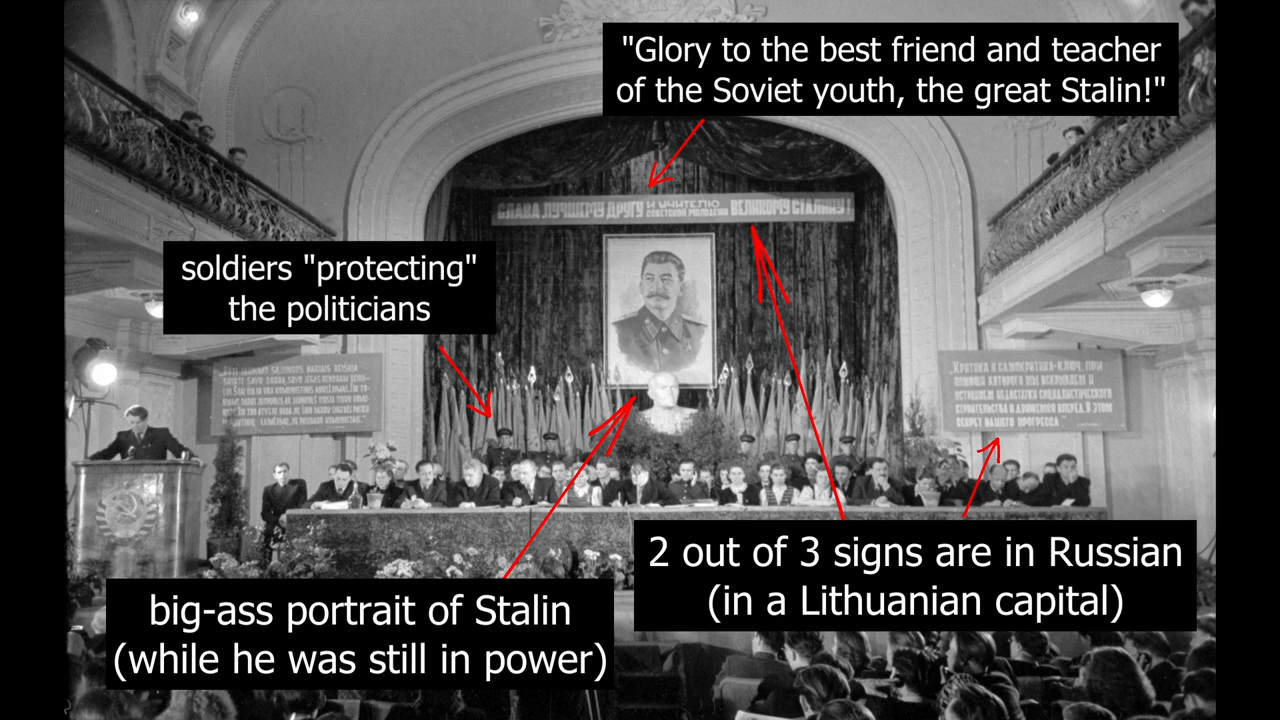 "Glory to the best friend and teacher
of the Soviet youth, the great Stalin!"
СЛАВА ЛУЧШЕМУ ДРУГУ И УЧИТЕЛЮ СОВЕТСКОЙ МОЛОДЕЖИ ВЕЛИКОМУ СТАЛИНУ!
soldiers "protecting"
the politicians
"КРИТИКА И САМОКРИТИКА-КЛЮЧ, ПРИ
ПОМОЩИ КОТОРОГО МЫ ВСКРЫВАЕМ И
УСТРАНЯЕМ НЕДОСТАТКИ СОЦИАЛИСТИЧЕСКОГО
СТРОИТЕЛЬСТВА И ДВИЖЕМСЯ ВПЕРЕД. В ЭТОМ
СЕКРЕТ НАШЕГО ПРОГРЕССА"
2 out of 3 signs are in Russian
(in a Lithuanian capital)
big-ass portrait of Stalin
(while he was still in power)